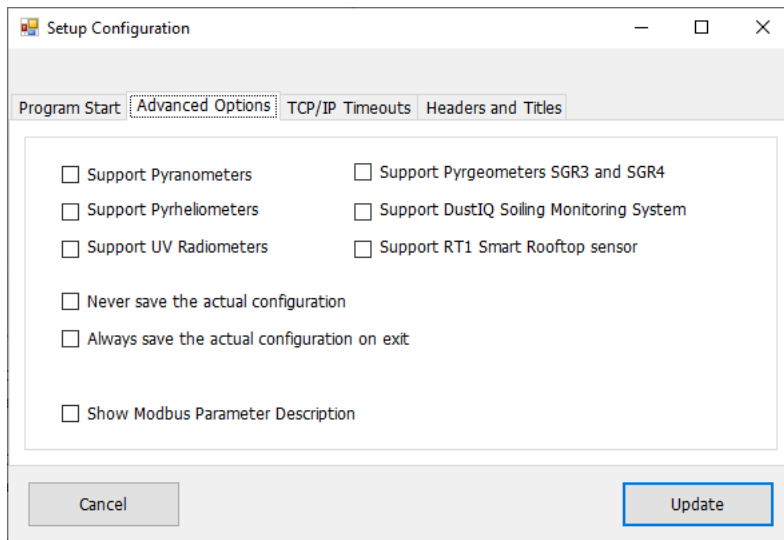 Setup Configuration
Program Start Advanced Options TCP/IP Timeouts Headers and Titles
Support Pyranometers Support Pyrgeometers SGR3 and SGR4
Support Pyrheliometers Support DustIQ Soiling Monitoring System
Support UV Radiometers Support RT1 Smart Rooftop sensor
Never save the actual configuration
Always save the actual configuration on exit
Show Modbus Parameter Description
Cancel Update